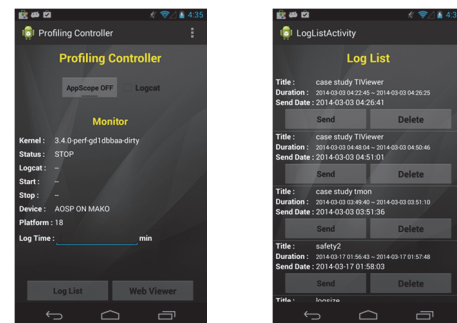 4:35
Profiling Controller
Profiling Controller
AppScope OFF
Logcat
Monitor
Kernel : 3.4.0-perf-gd1dbbaa-dirty
Status : STOP
Logcat : --
Start : --
Stop : --
Device : AOSP ON MAKO
Platform : 18
Log Time : min
Log List
Web Viewer
LogListActivity
Log List
Title : case study TIViewer
Duration : 2014-03-03 04:22:45 ~ 2014-03-03 04:26:25
Send Date : 2014-03-03 04:26:41
Send Delete
Title : case study TIViewer
Duration : 2014-03-03 04:48:04 ~ 2014-03-03 04:50:46
Send Date : 2014-03-03 04:51:01
Send Delete
Title : case study tmon
Duration : 2014-03-03 03:49:40 ~ 2014-03-03 03:51:10
Send Date : 2014-03-03 03:51:36
Send Delete
Title : safety2
Duration : 2014-03-17 01:56:43 ~ 2014-03-17 01:57:48
Send Date : 2014-03-17 01:58:03
Send Delete
Title : logsize